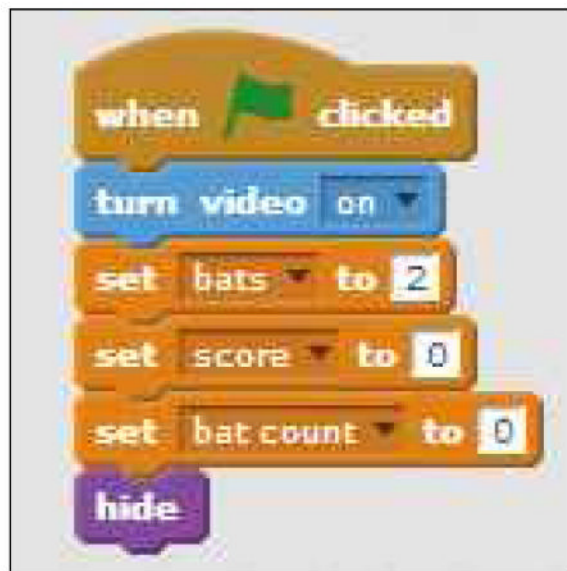 when clicked
turn video on
set bats to 2
set score to 0
set bat count to 0
hide